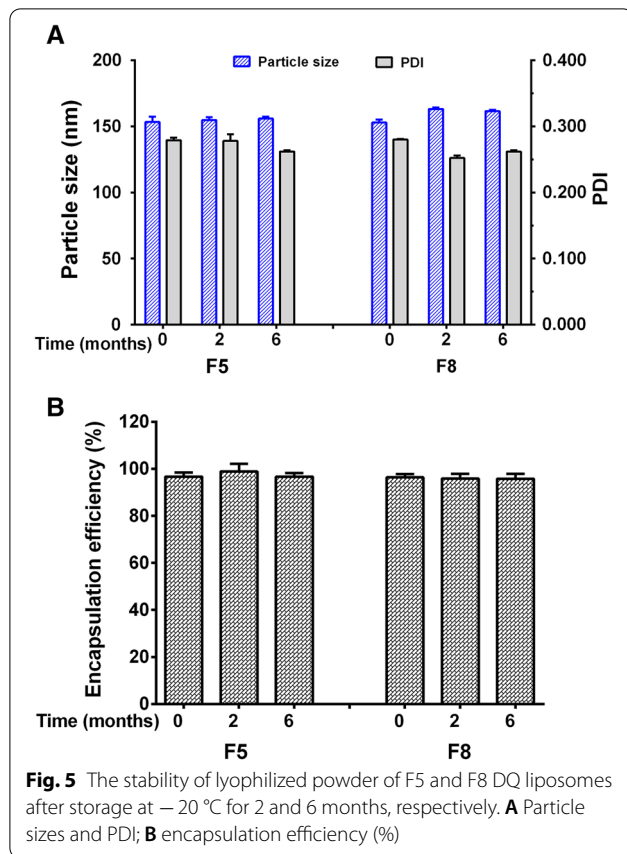 A
Particle size PDI
200 0.400
150 0.300
100 0.200
50 0.100
0 0.000
Particle size (nm)
PDI
Time (months) 0 2 6 0 2 6
F5 F8
B
120
100
80
60
40
20
0
Encapsulation efficiency (%)
Time (months) 0 2 6 0 2 6
F5 F8
Fig. 5 The stability of lyophilized powder of F5 and F8 DQ liposomes
after storage at − 20 °C for 2 and 6 months, respectively. A Particle
sizes and PDI; B encapsulation efficiency (%)